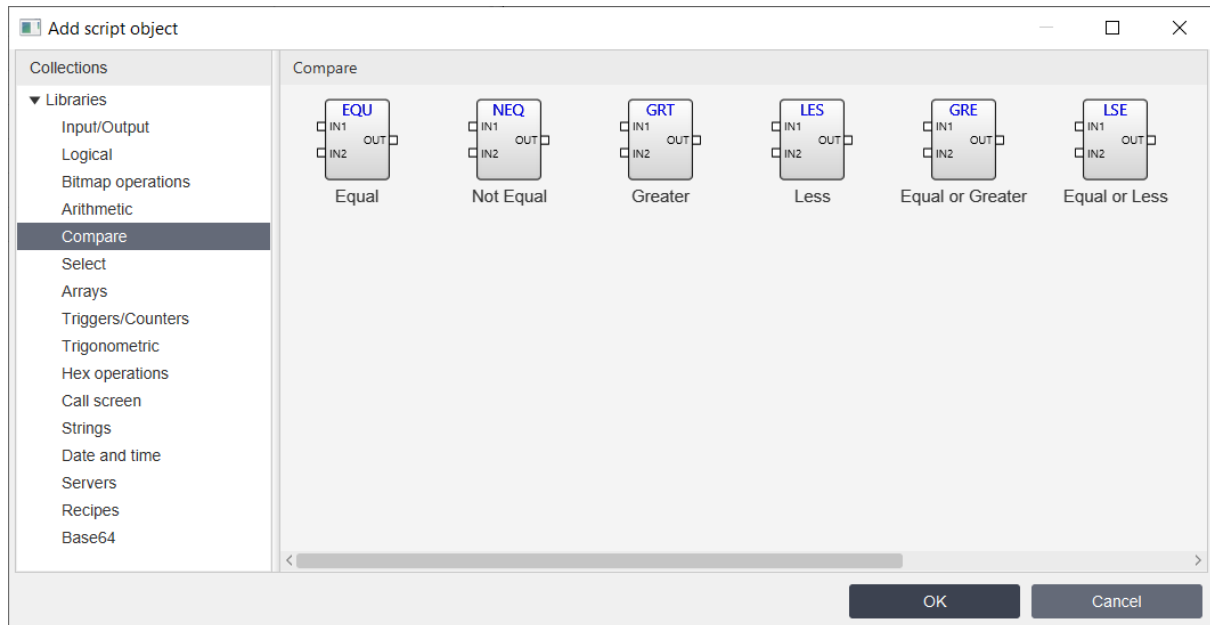 Add script object
Collections
Libraries
Input/Output
Logical
Bitmap operations
Arithmetic
Compare
Select
Arrays
Triggers/Counters
Trigonometric
Hex operations
Call screen
Strings
Date and time
Servers
Recipes
Base64
Compare
EQU
IN1
OUT
IN2
Equal
NEQ
IN1
OUT
IN2
Not Equal
GRT
IN1
OUT
IN2
Greater
LES
IN1
OUT
IN2
Less
GRE
IN1
OUT
IN2
Equal or Greater
LSE
IN1
OUT
IN2
Equal or Less
OK
Cancel